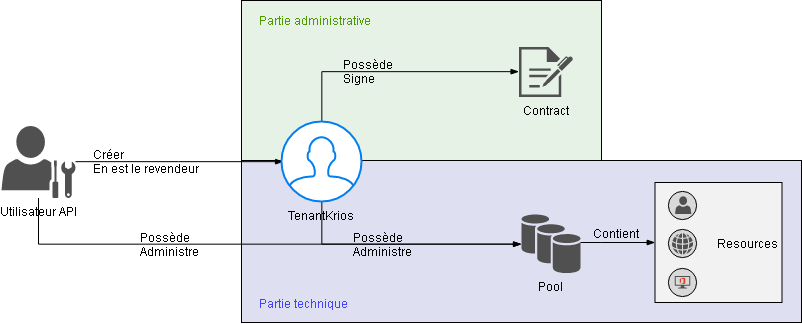 Partie administrative
Possède
Signe
Contract
Créer
En est le revendeur
Utilisateur API
TenantKrios
Possède
Administre
Possède
Administre
Contient
Resources
Pool
Partie technique